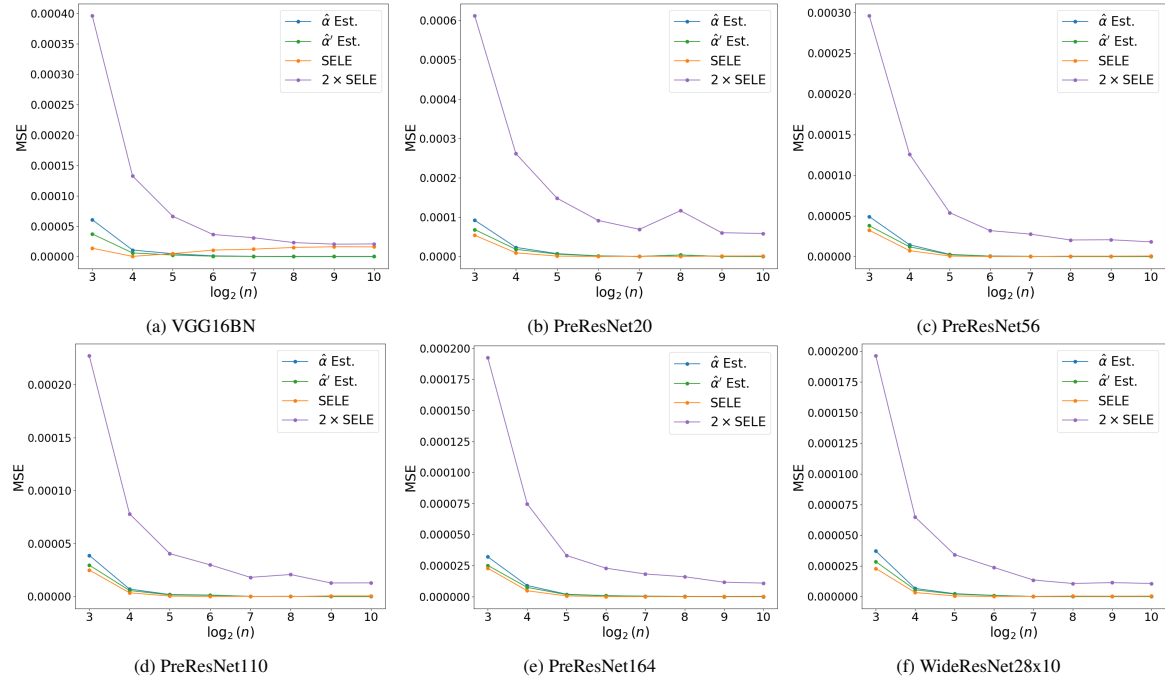 0.00040
0.00035
0.00030
0.00025
0.00020
0.00015
0.00010
0.00005
0.00000
MSE
3 4 5 6 7 8 9 10
log₂ (n)
α̂ Est.
α̂′ Est.
SELE
2 × SELE
(a) VGG16BN
0.0006
0.0005
0.0004
0.0003
0.0002
0.0001
0.0000
MSE
3 4 5 6 7 8 9 10
log₂ (n)
α̂ Est.
α̂′ Est.
SELE
2 × SELE
(b) PreResNet20
0.00030
0.00025
0.00020
0.00015
0.00010
0.00005
0.00000
MSE
3 4 5 6 7 8 9 10
log₂ (n)
α̂ Est.
α̂′ Est.
SELE
2 × SELE
(c) PreResNet56
0.00020
0.00015
0.00010
0.00005
0.00000
MSE
3 4 5 6 7 8 9 10
log₂ (n)
α̂ Est.
α̂′ Est.
SELE
2 × SELE
(d) PreResNet110
0.000200
0.000175
0.000150
0.000125
0.000100
0.000075
0.000050
0.000025
0.000000
MSE
3 4 5 6 7 8 9 10
log₂ (n)
α̂ Est.
α̂′ Est.
SELE
2 × SELE
(e) PreResNet164
0.000200
0.000175
0.000150
0.000125
0.000100
0.000075
0.000050
0.000025
0.000000
MSE
3 4 5 6 7 8 9 10
log₂ (n)
α̂ Est.
α̂′ Est.
SELE
2 × SELE
(f) WideResNet28x10